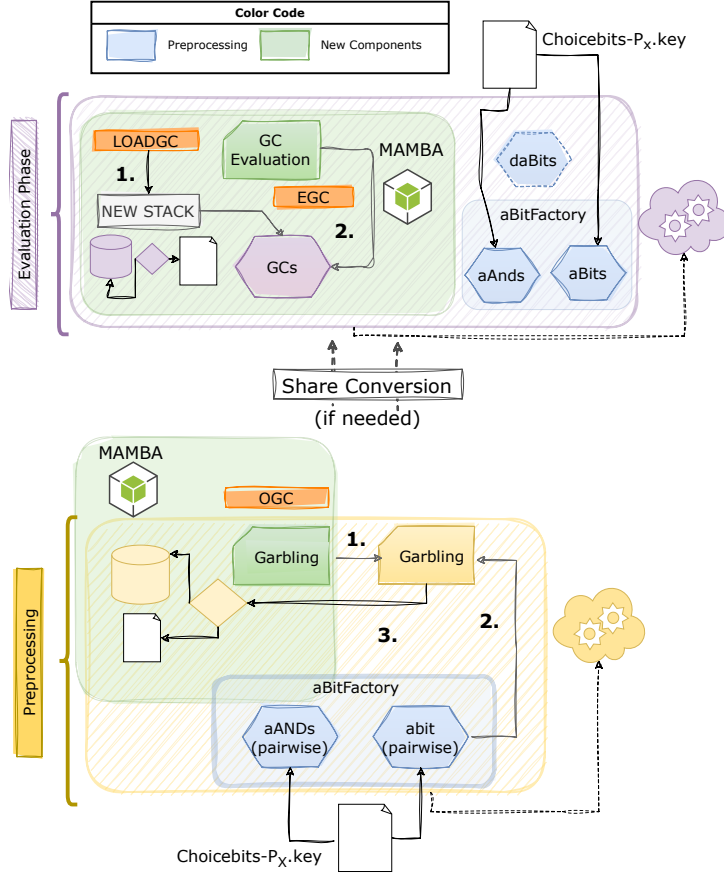 Color Code
Preprocessing
New Components
Choicebits-PX.key
Evaluation Phase
LOADGC
GC
Evaluation
MAMBA
1.
NEW STACK
EGC
2.
GCs
daBits
aBitFactory
aAnds
aBits
Share Conversion
(if needed)
MAMBA
OGC
Preprocessing
Garbling
1.
Garbling
3.
2.
aBitFactory
aANDs
(pairwise)
abit
(pairwise)
Choicebits-PX.key